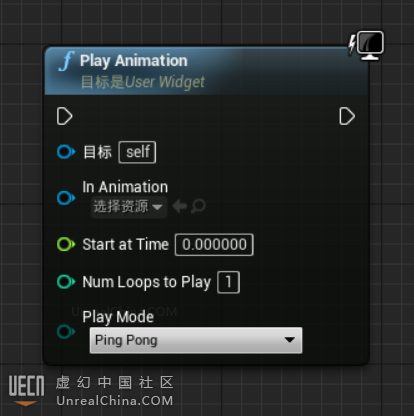 f Play Animation
目标是User Widget
目标 self
In Animation
选择资源
Start at Time 0.000000
Num Loops to Play 1
Play Mode
Ping Pong
UECN 虚幻中国社区
UnrealChina.COM